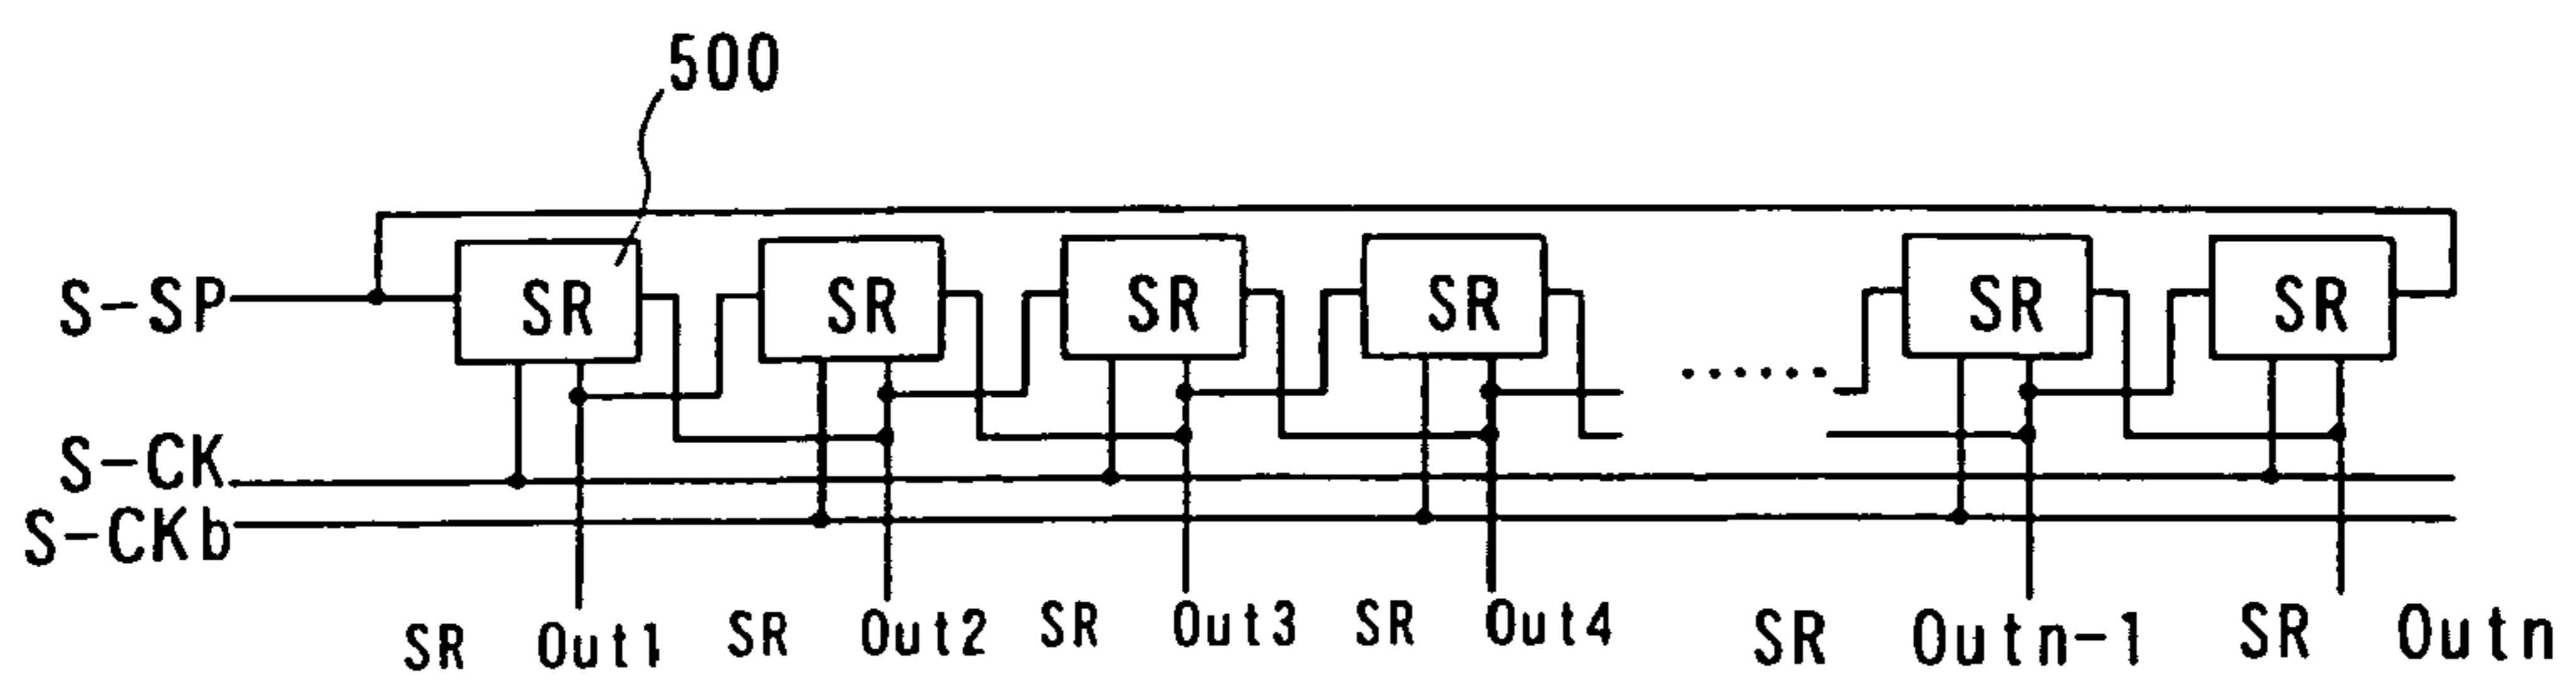 500
S-SP
SR SR SR SR SR SR
S-CK
S-CKb
SR Out1 SR Out2 SR Out3 SR Out4 SR Outn-1 SR Outn